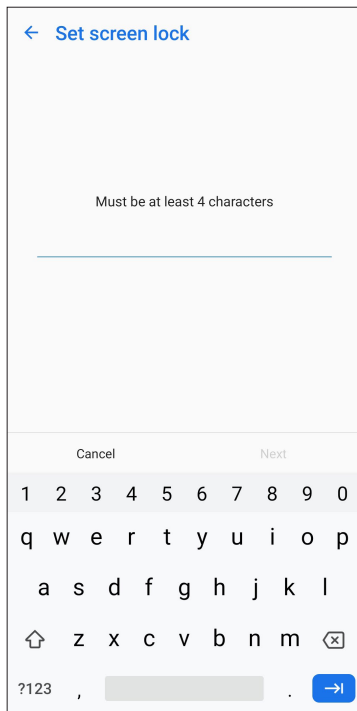 Set screen lock
Must be at least 4 characters
Cancel Next
1 2 3 4 5 6 7 8 9 0
q w e r t y u i o p
a s d f g h j k l
z x c v b n m
?123 , .